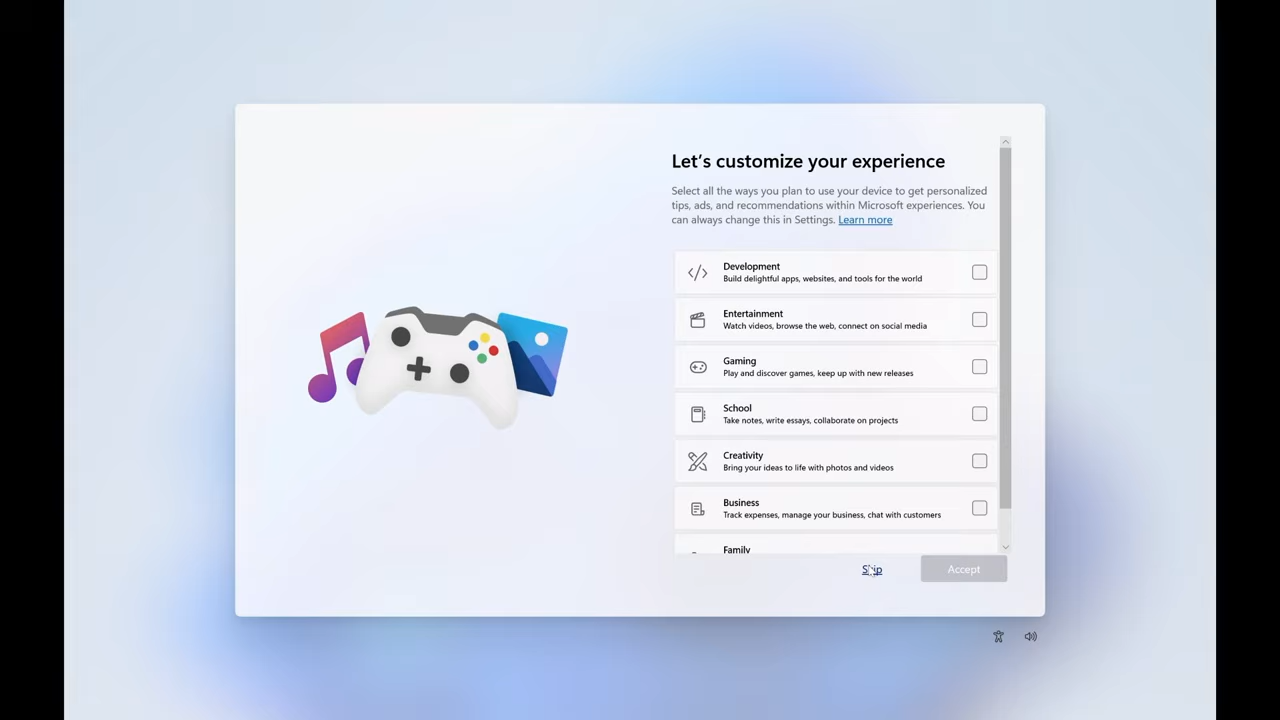 Let's customize your experience
Select all the ways you plan to use your device to get personalized
tips, ads, and recommendations within Microsoft experiences. You
can always change this in Settings. Learn more
Development
Build delightful apps, websites, and tools for the world
Entertainment
Watch videos, browse the web, connect on social media
Gaming
Play and discover games, keep up with new releases
School
Take notes, write essays, collaborate on projects
Creativity
Bring your ideas to life with photos and videos
Business
Track expenses, manage your business, chat with customers
Family
Skip
Accept